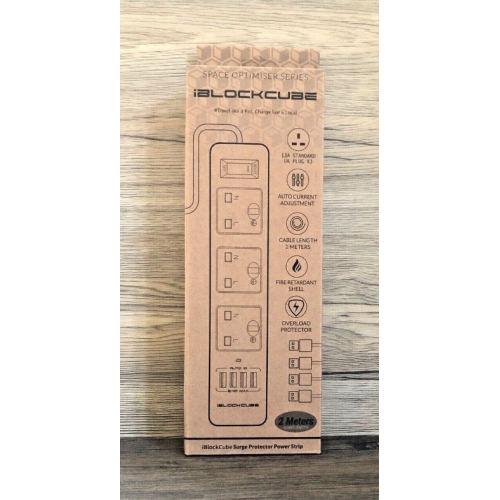 SPACE OPTIMISER SERIES
iBLOCKCUBE
13A STANDARD
UK PLUG X3
AUTO CURRENT
ADJUSTMENT
CABLE LENGTH
2 METERS
FIRE-RETARDANT
SHELL
OVERLOAD
PROTECTOR
iBLOCKCUBE
2 Meters
iBlockCube Surge Protector Power Strip